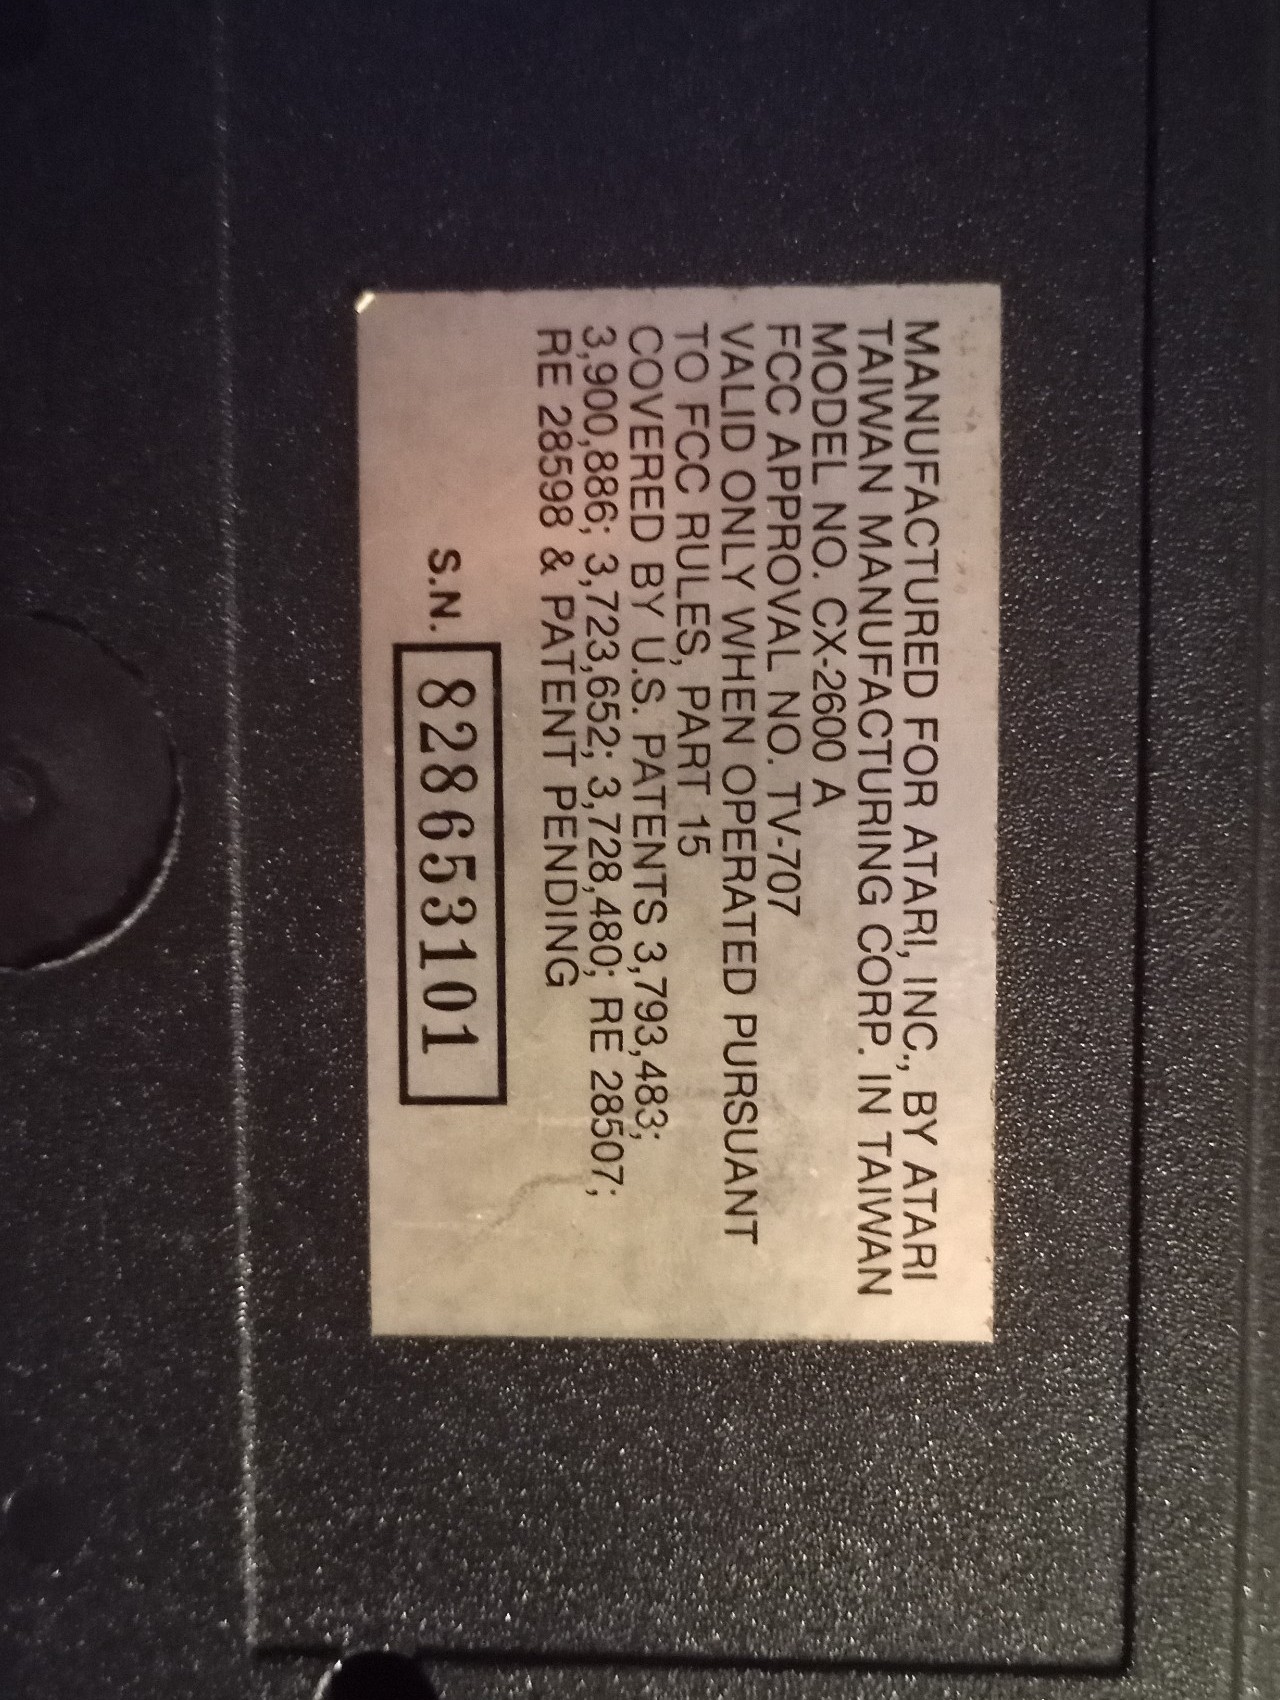 MANUFACTURED FOR ATARI, INC., BY ATARI
TAIWAN MANUFACTURING CORP. IN TAIWAN
MODEL NO. CX-2600 A
FCC APPROVAL NO. TV-707
VALID ONLY WHEN OPERATED PURSUANT
TO FCC RULES, PART 15
COVERED BY U.S. PATENTS 3,793,483;
3,900,886; 3,723,652; 3,728,480; RE 28507;
RE 28598 & PATENT PENDING
S.N. 828653101